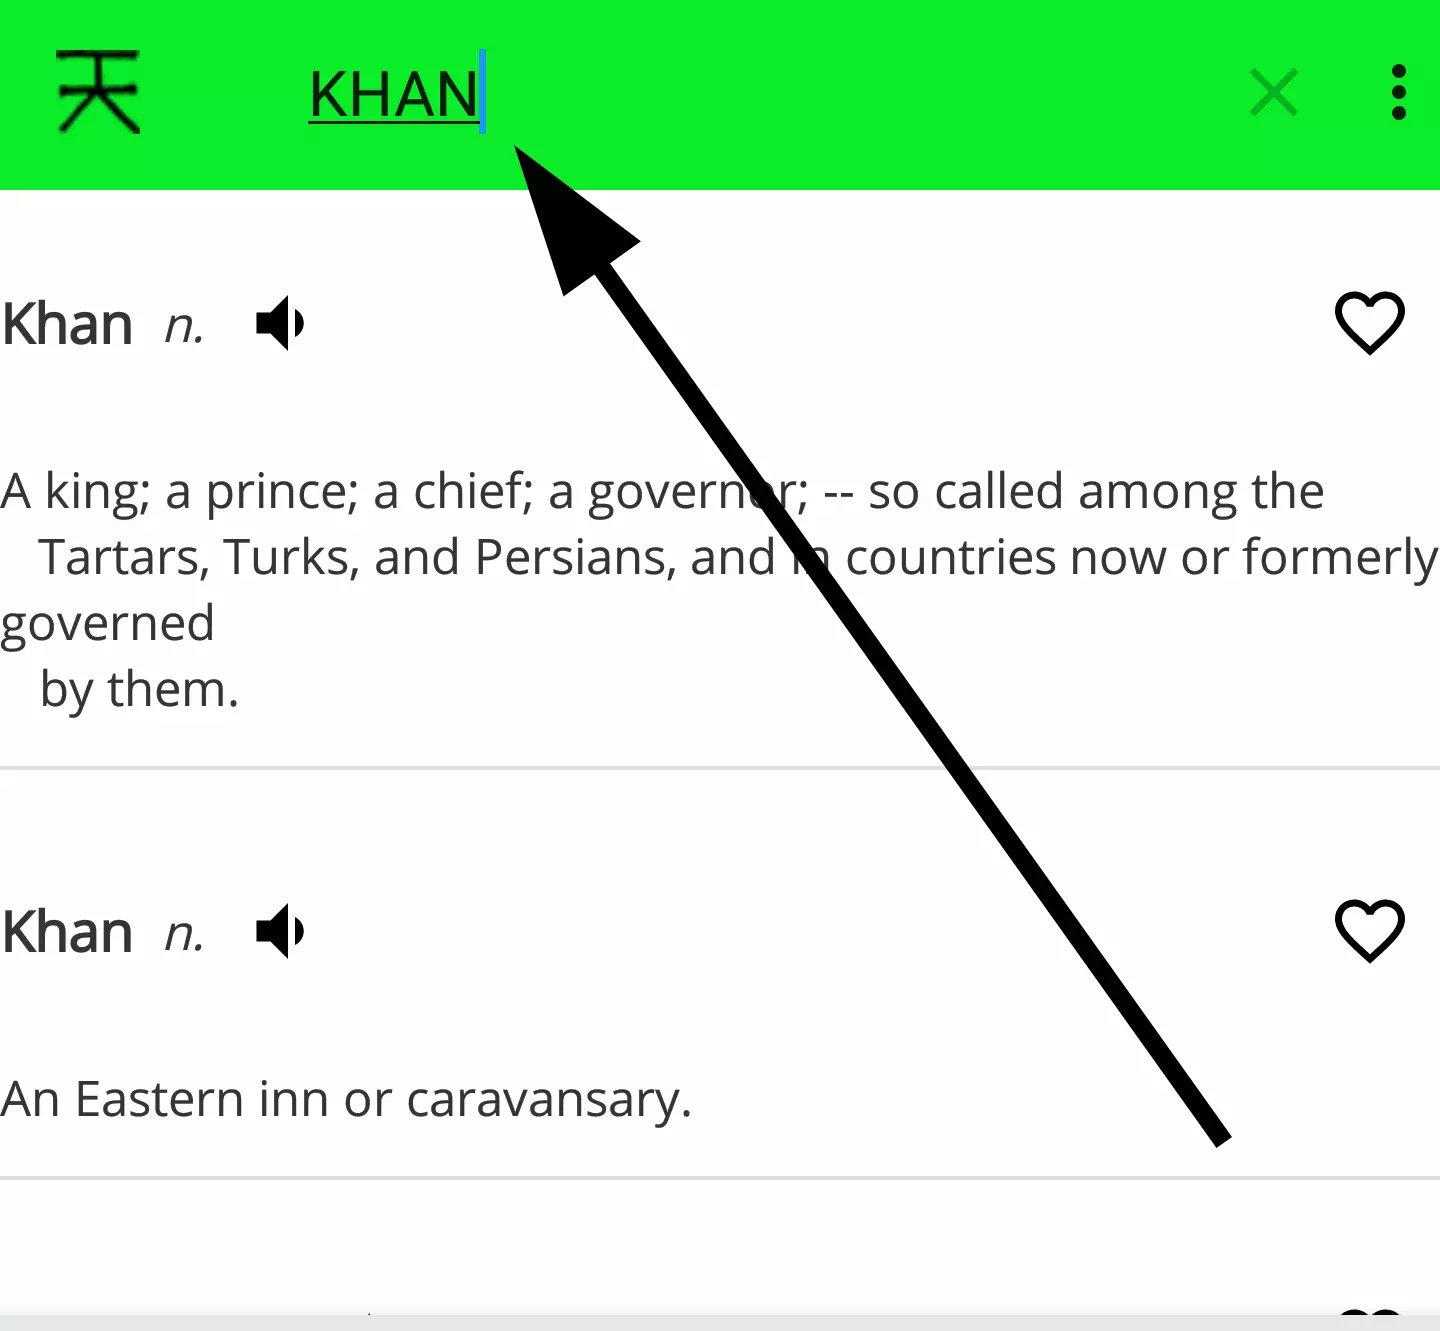 天 KHAN
Khan n.
A king; a prince; a chief; a governor; -- so called among the
Tartars, Turks, and Persians, and in countries now or formerly
governed
by them.
Khan n.
An Eastern inn or caravansary.